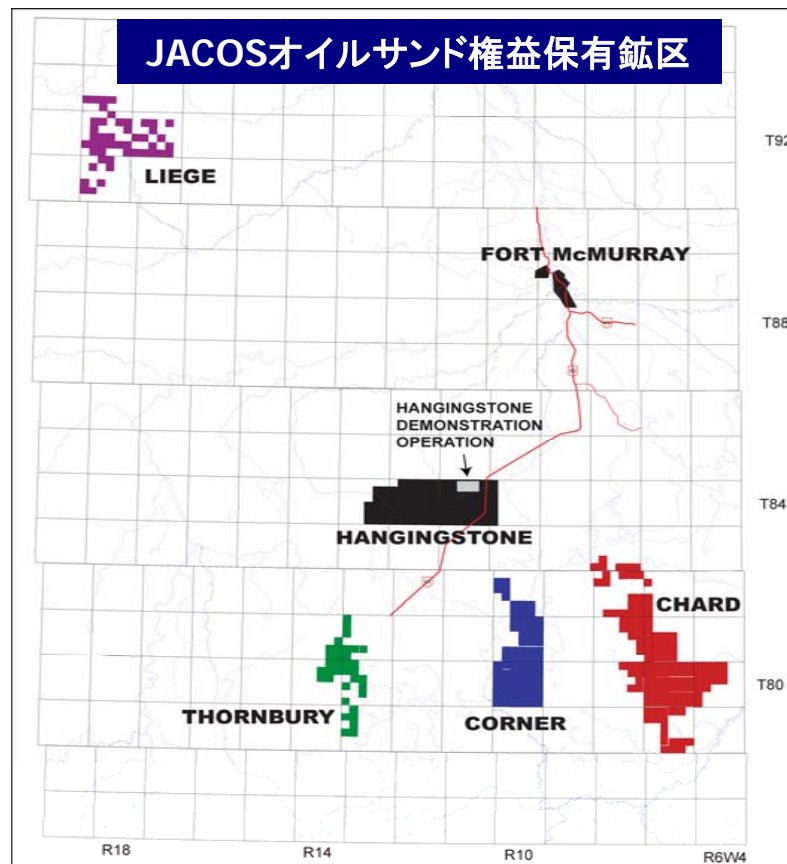 JACOSオイルサンド権益保有鉱区
T92
LIEGE
FORT McMURRAY
T88
HANGINGSTONE
DEMONSTRATION
OPERATION
T84
HANGINGSTONE
CHARD
T80
THORNBURY
CORNER
R18
R14
R10
R6W4